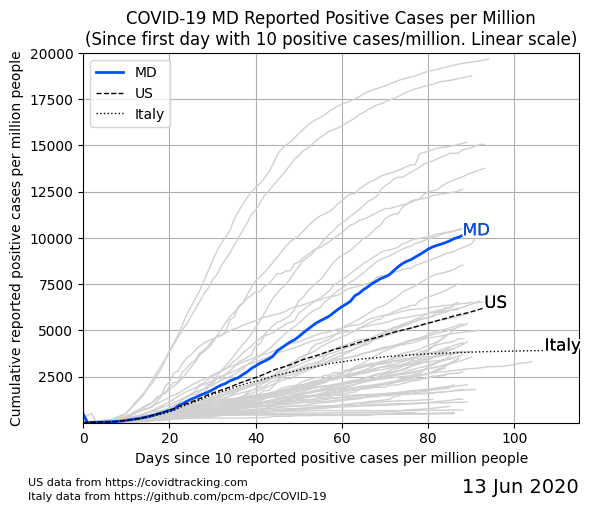 COVID-19 MD Reported Positive Cases per Million
(Since first day with 10 positive cases/million. Linear scale)
Cumulative reported positive cases per million people
20000
17500
15000
12500
10000
7500
5000
2500
MD
US
Italy
MD
US
Italy
0
20
40
60
80
100
Days since 10 reported positive cases per million people
US data from https://covidtracking.com
Italy data from https://github.com/pcm-dpc/COVID-19
13 Jun 2020